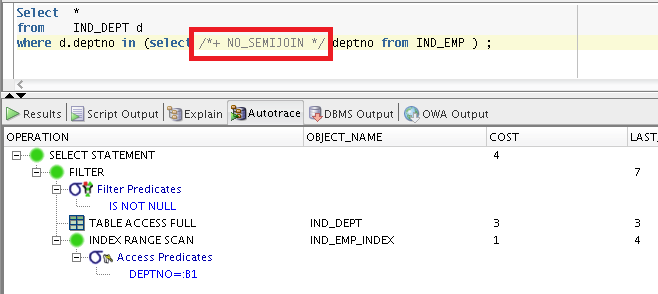 Select *
from IND_DEPT d
where d.deptno in (select /*+ NO_SEMIJOIN */ deptno from IND_EMP ) ;
Results Script Output Explain Autotrace DBMS Output OWA Output
OPERATION OBJECT_NAME COST LAST_
SELECT STATEMENT 4
FILTER 7
Filter Predicates
IS NOT NULL
TABLE ACCESS FULL IND_DEPT 3 3
INDEX RANGE SCAN IND_EMP_INDEX 1 4
Access Predicates
DEPTNO=:B1